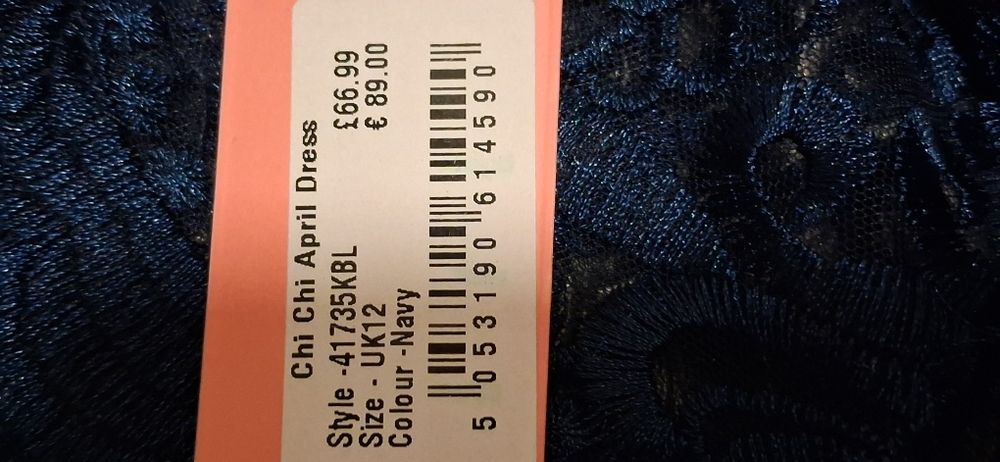 Chi Chi April Dress
Style -41735KBL £66.99
Size - UK12 € 89.00
Colour -Navy
5 053190 614590